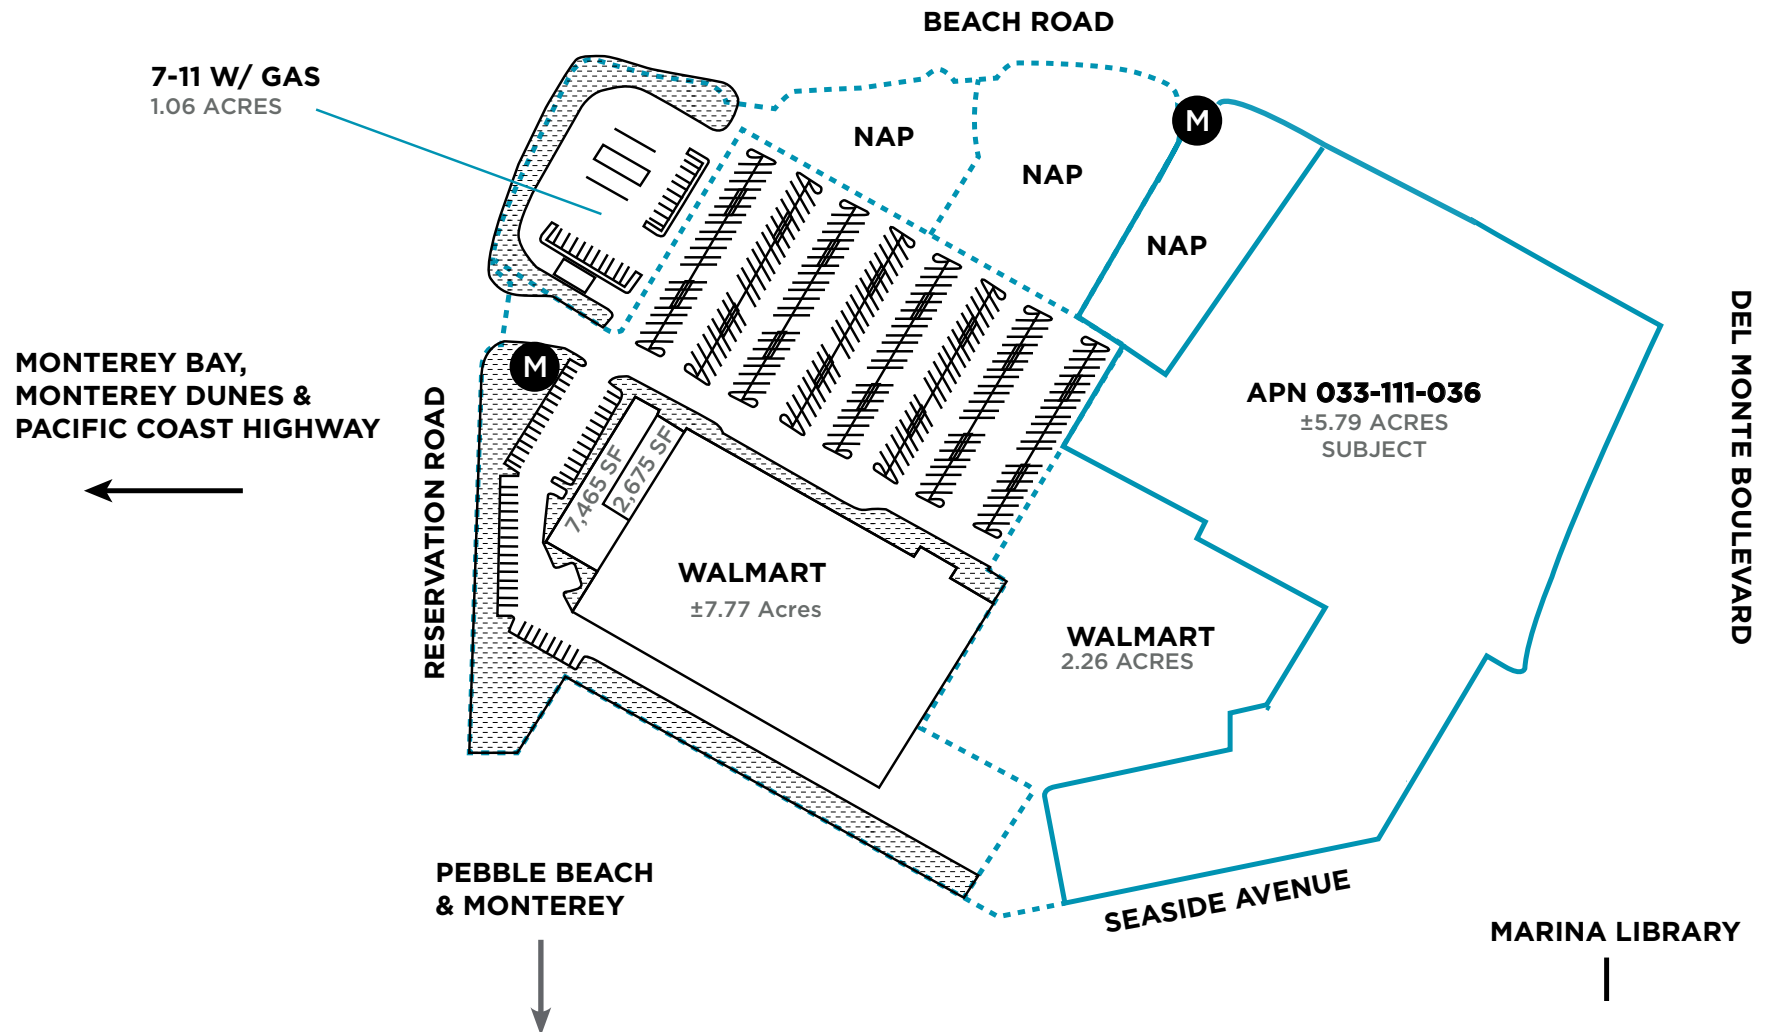 BEACH ROAD
7-11 W/ GAS
1.06 ACRES
NAP
M
NAP
NAP
MONTEREY BAY,
MONTEREY DUNES &
PACIFIC COAST HIGHWAY
M
RESERVATION ROAD
7,465 SF
2,675 SF
APN 033-111-036
±5.79 ACRES
SUBJECT
DEL MONTE BOULEVARD
WALMART
±7.77 Acres
WALMART
2.26 ACRES
PEBBLE BEACH
& MONTEREY
SEASIDE AVENUE
MARINA LIBRARY